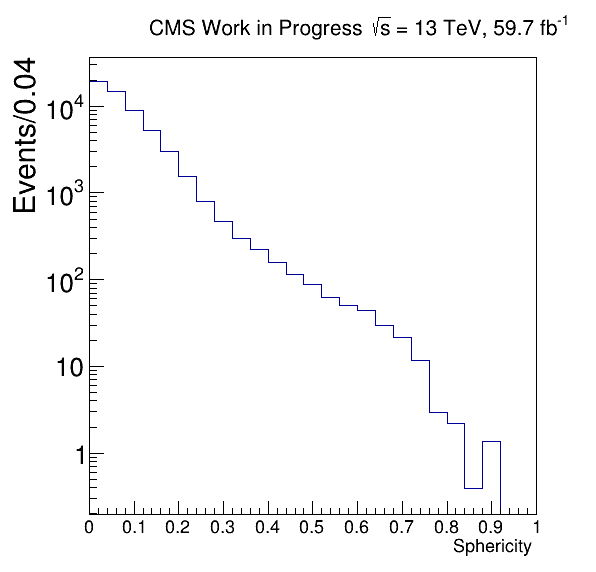 CMS Work in Progress √s = 13 TeV, 59.7 fb⁻¹
Events/0.04
10⁴
10³
10²
10
1
0 0.1 0.2 0.3 0.4 0.5 0.6 0.7 0.8 0.9 1
Sphericity